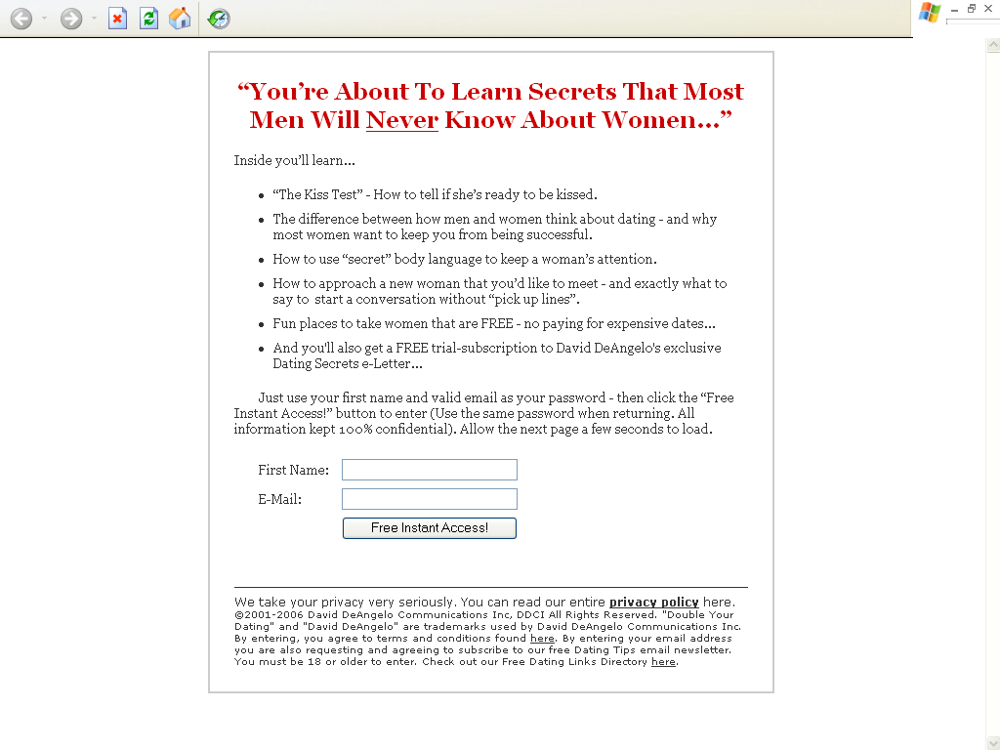 “You’re About To Learn Secrets That Most
Men Will Never Know About Women...”
Inside you’ll learn...
• “The Kiss Test” - How to tell if she’s ready to be kissed.
• The difference between how men and women think about dating - and why
most women want to keep you from being successful.
• How to use “secret” body language to keep a woman’s attention.
• How to approach a new woman that you’d like to meet - and exactly what to
say to start a conversation without “pick up lines”.
• Fun places to take women that are FREE - no paying for expensive dates...
• And you'll also get a FREE trial-subscription to David DeAngelo's exclusive
Dating Secrets e-Letter...
Just use your first name and valid email as your password - then click the “Free
Instant Access!” button to enter (Use the same password when returning. All
information kept 100% confidential). Allow the next page a few seconds to load.
First Name:
E-Mail:
Free Instant Access!
We take your privacy very seriously. You can read our entire privacy policy here.
©2001-2006 David DeAngelo Communications Inc, DDCI All Rights Reserved. "Double Your
Dating" and "David DeAngelo" are trademarks used by David DeAngelo Communications Inc.
By entering, you agree to terms and conditions found here. By entering your email address
you are also requesting and agreeing to subscribe to our free Dating Tips email newsletter.
You must be 18 or older to enter. Check out our Free Dating Links Directory here.